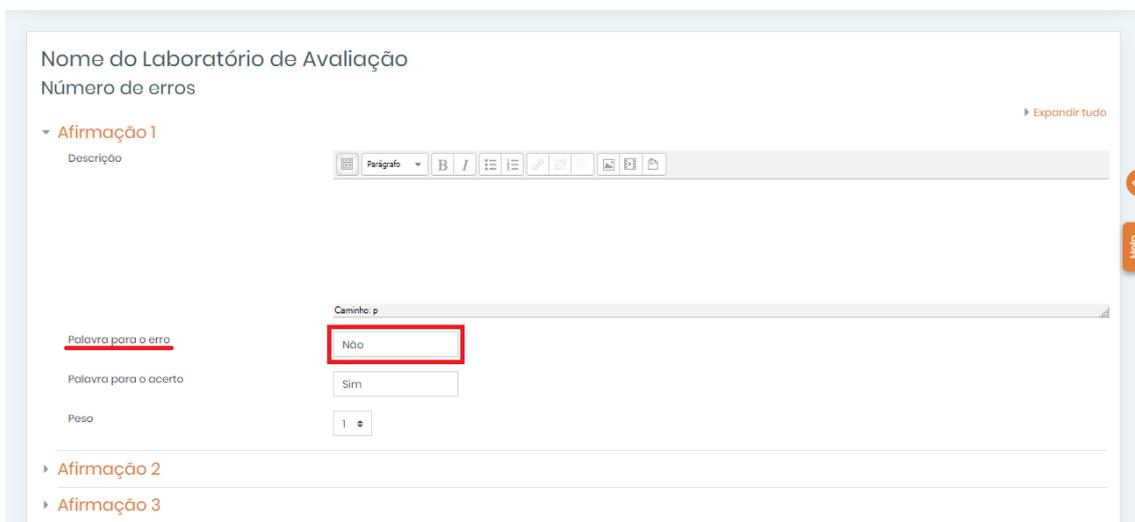 Nome do Laboratório de Avaliação
Número de erros
Expandir tudo
Afirmação 1
Descrição
Parágrafo B I
Caminho: p
Palavra para o erro
Não
Palavra para o acerto
Sim
Peso
1
Afirmação 2
Afirmação 3
Help